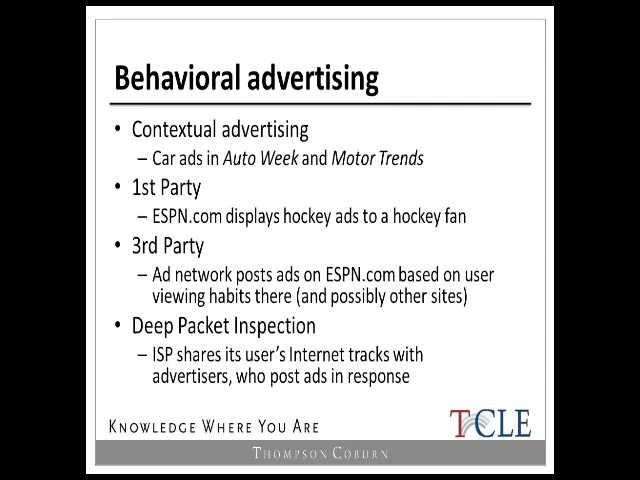 Behavioral advertising
• Contextual advertising
– Car ads in Auto Week and Motor Trends
• 1st Party
– ESPN.com displays hockey ads to a hockey fan
• 3rd Party
– Ad network posts ads on ESPN.com based on user
viewing habits there (and possibly other sites)
• Deep Packet Inspection
– ISP shares its user's Internet tracks with
advertisers, who post ads in response
KNOWLEDGE WHERE YOU ARE
TCLE
THOMPSON COBURN